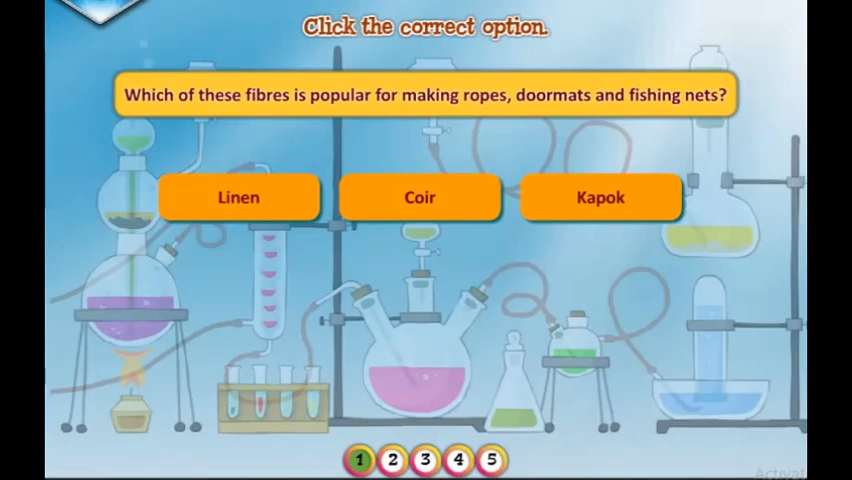 Click the correct option.
Which of these fibres is popular for making ropes, doormats and fishing nets?
Linen
Coir
Kapok
1 2 3 4 5